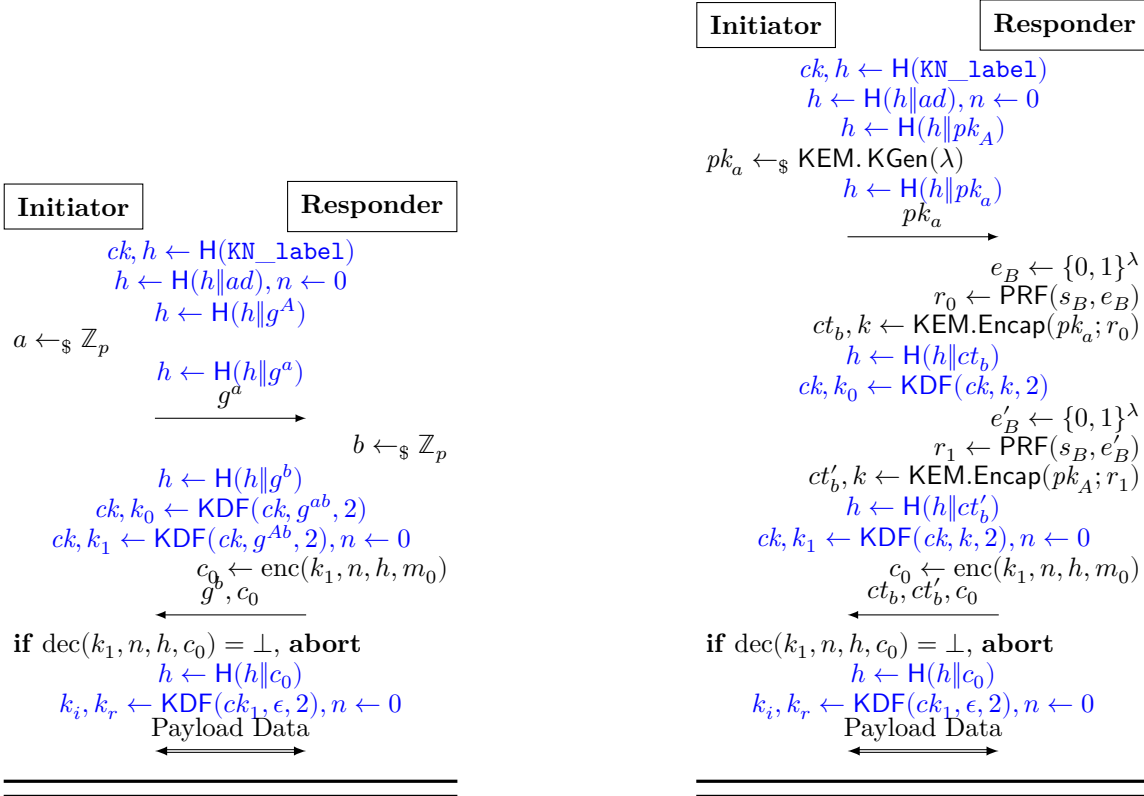 Initiator Responder
ck, h ← H(KN_label)
h ← H(h‖ad), n ← 0
h ← H(h‖g^A)
a ←$ ℤ_p
h ← H(h‖g^a)
g^a
b ←$ ℤ_p
h ← H(h‖g^b)
ck, k_0 ← KDF(ck, g^{ab}, 2)
ck, k_1 ← KDF(ck, g^{Ab}, 2), n ← 0
c_0 ← enc(k_1, n, h, m_0)
g^b, c_0
if dec(k_1, n, h, c_0) = ⊥, abort
h ← H(h‖c_0)
k_i, k_r ← KDF(ck_1, ϵ, 2), n ← 0
Payload Data
Initiator Responder
ck, h ← H(KN_label)
h ← H(h‖ad), n ← 0
h ← H(h‖pk_A)
pk_a ←$ KEM.KGen(λ)
h ← H(h‖pk_a)
pk_a
e_B ← {0, 1}^λ
r_0 ← PRF(s_B, e_B)
ct_b, k ← KEM.Encap(pk_a; r_0)
h ← H(h‖ct_b)
ck, k_0 ← KDF(ck, k, 2)
e'_B ← {0, 1}^λ
r_1 ← PRF(s_B, e'_B)
ct'_b, k ← KEM.Encap(pk_A; r_1)
h ← H(h‖ct'_b)
ck, k_1 ← KDF(ck, k, 2), n ← 0
c_0 ← enc(k_1, n, h, m_0)
ct_b, ct'_b, c_0
if dec(k_1, n, h, c_0) = ⊥, abort
h ← H(h‖c_0)
k_i, k_r ← KDF(ck_1, ϵ, 2), n ← 0
Payload Data